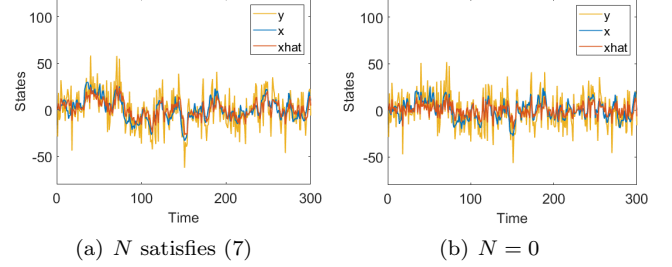 100
50
0
-50
States
y
x
xhat
0
100
200
300
Time
(a) N satisfies (7)
100
50
0
-50
States
y
x
xhat
0
100
200
300
Time
(b) N = 0